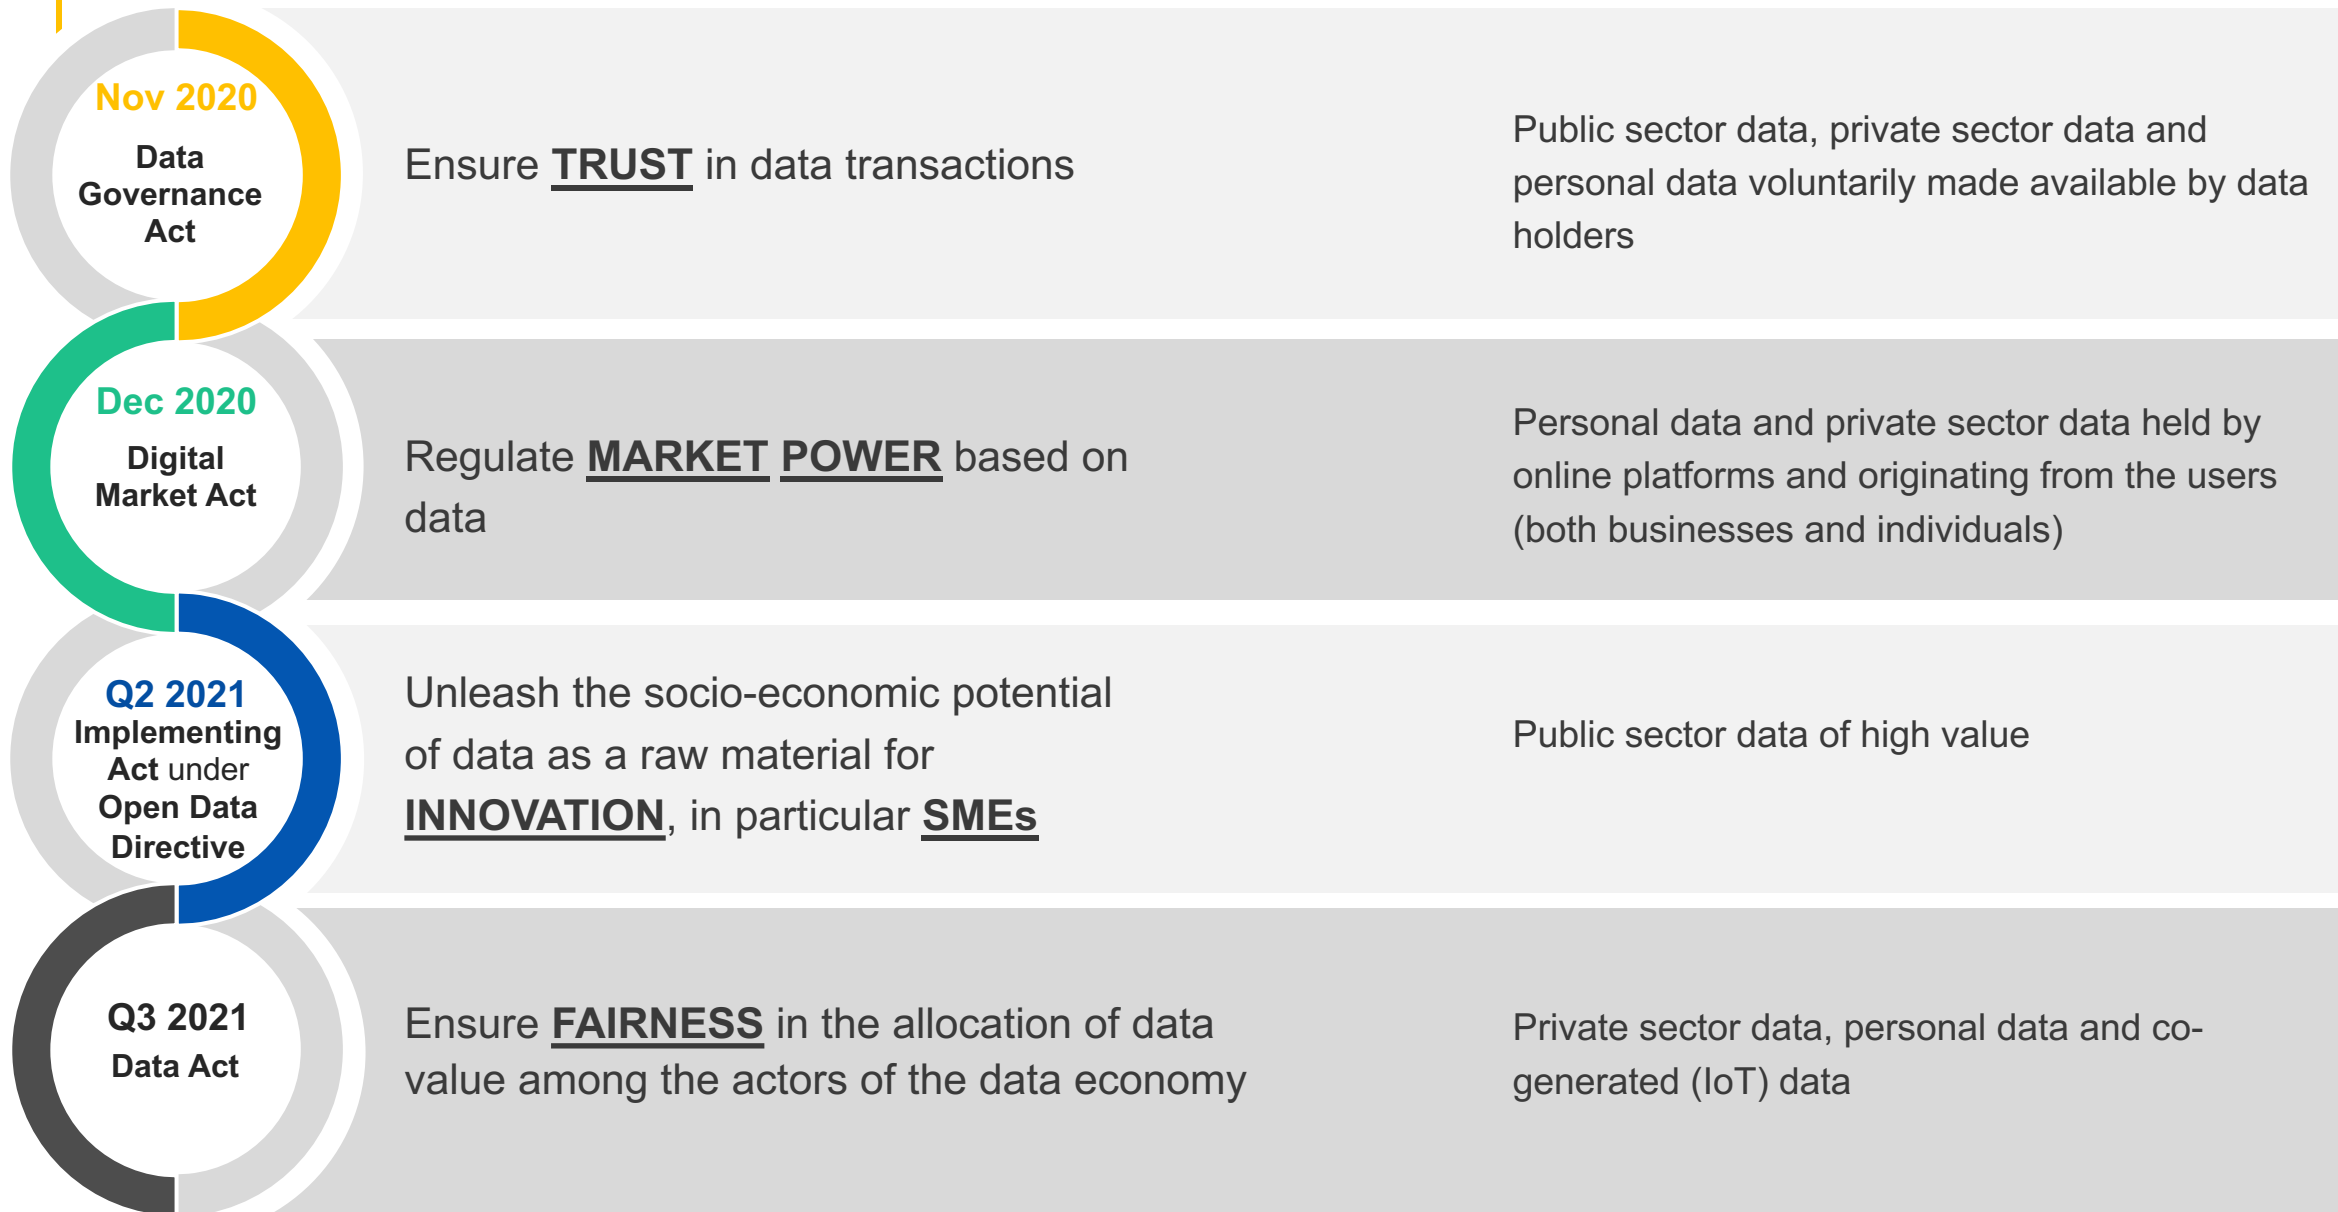 Nov 2020
Data
Governance
Act
Ensure TRUST in data transactions
Public sector data, private sector data and
personal data voluntarily made available by data
holders
Dec 2020
Digital
Market Act
Regulate MARKET POWER based on
data
Personal data and private sector data held by
online platforms and originating from the users
(both businesses and individuals)
Q2 2021
Implementing
Act under
Open Data
Directive
Unleash the socio-economic potential
of data as a raw material for
INNOVATION, in particular SMEs
Public sector data of high value
Q3 2021
Data Act
Ensure FAIRNESS in the allocation of data
value among the actors of the data economy
Private sector data, personal data and co-
generated (IoT) data